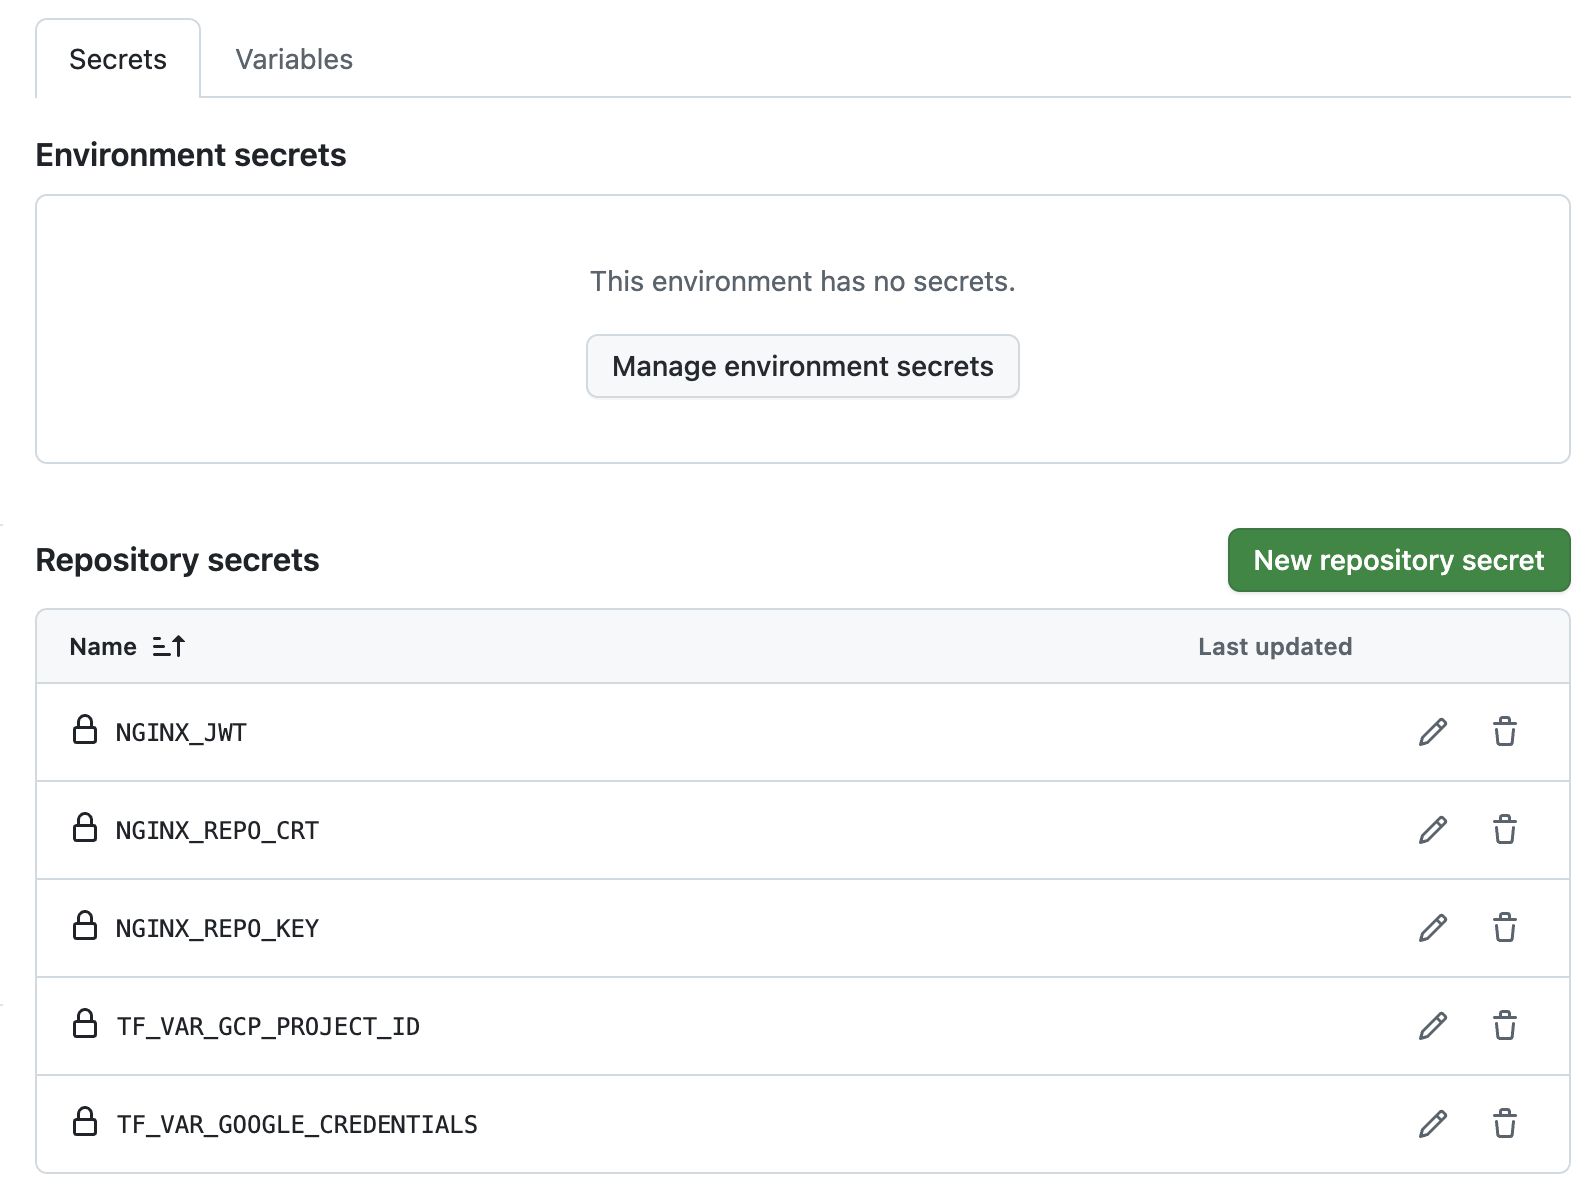 Secrets Variables
Environment secrets
This environment has no secrets.
Manage environment secrets
Repository secrets New repository secret
Name Last updated
NGINX_JWT
NGINX_REPO_CRT
NGINX_REPO_KEY
TF_VAR_GCP_PROJECT_ID
TF_VAR_GOOGLE_CREDENTIALS